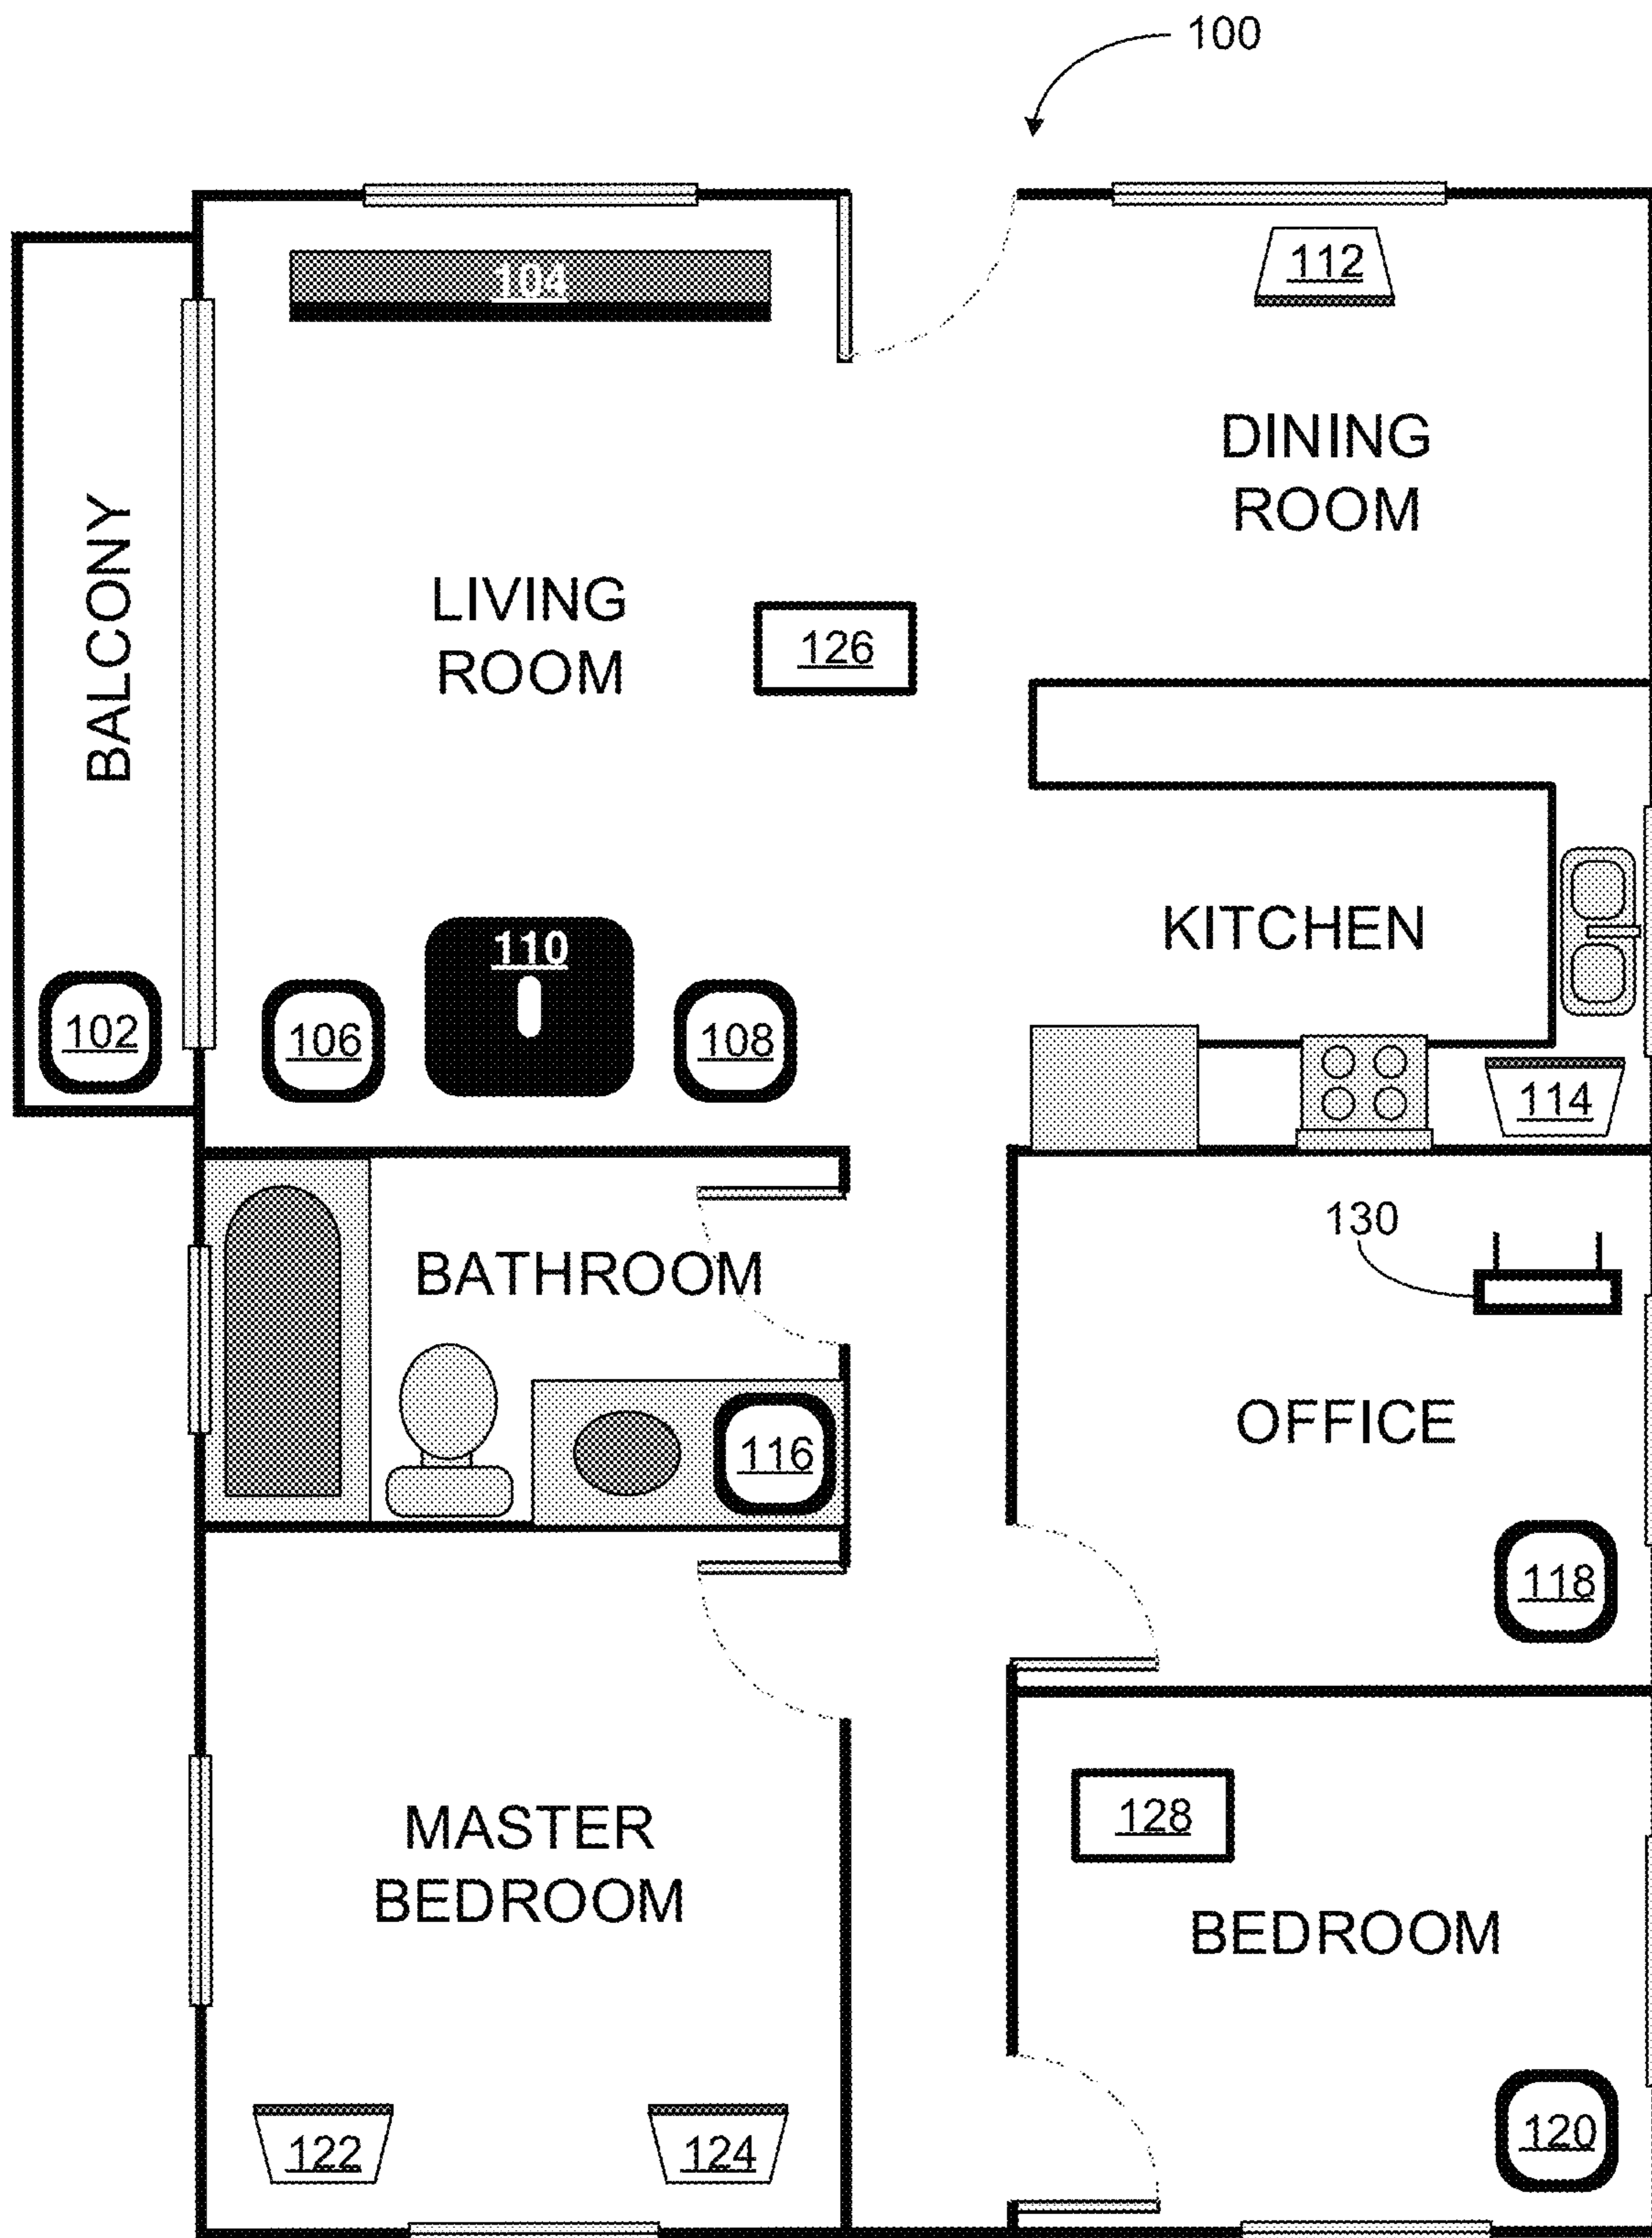 100
104
112
DINING
ROOM
BALCONY
LIVING
ROOM
126
KITCHEN
110
102
106
108
114
130
BATHROOM
OFFICE
116
118
MASTER
BEDROOM
128
BEDROOM
122
124
120